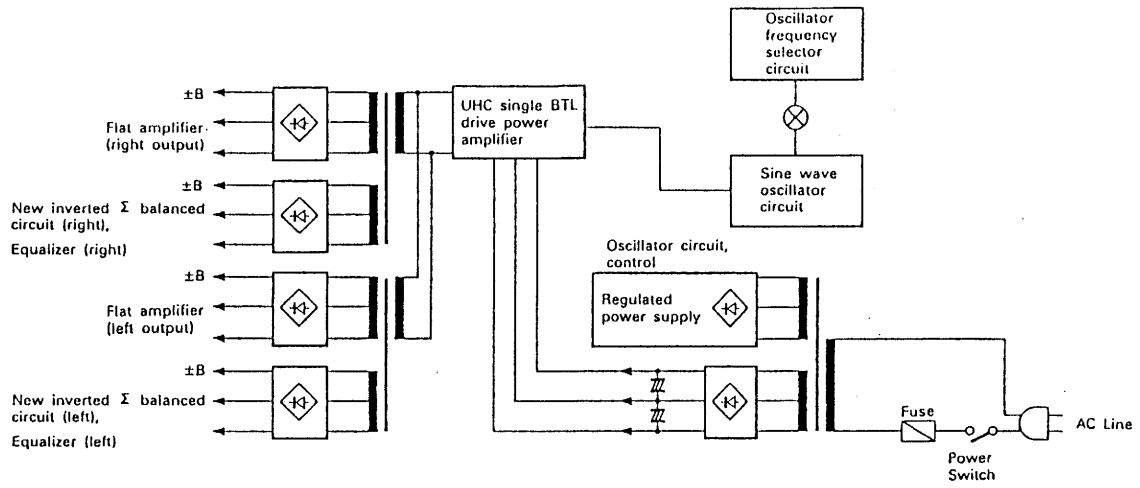 Oscillator
frequency
selector
circuit
±B
Flat amplifier
(right output)
UHC single BTL
drive power
amplifier
Sine wave
oscillator
circuit
±B
New inverted Σ balanced
circuit (right),
Equalizer (right)
Oscillator circuit,
control
±B
Flat amplifier
(left output)
Regulated
power supply
±B
New inverted Σ balanced
circuit (left),
Equalizer (left)
Fuse
AC Line
Power
Switch